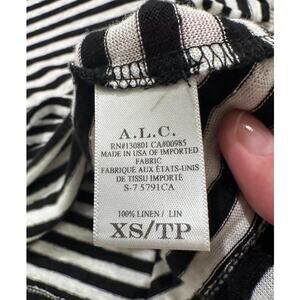 A.L.C.
RN#130801 CA#00985
MADE IN USA OF IMPORTED
FABRIC
FABRIQUE AUX ÉTATS-UNIS
DE TISSU IMPORTÉ
S-7 5791CA
100% LINEN / LIN
XS/TP